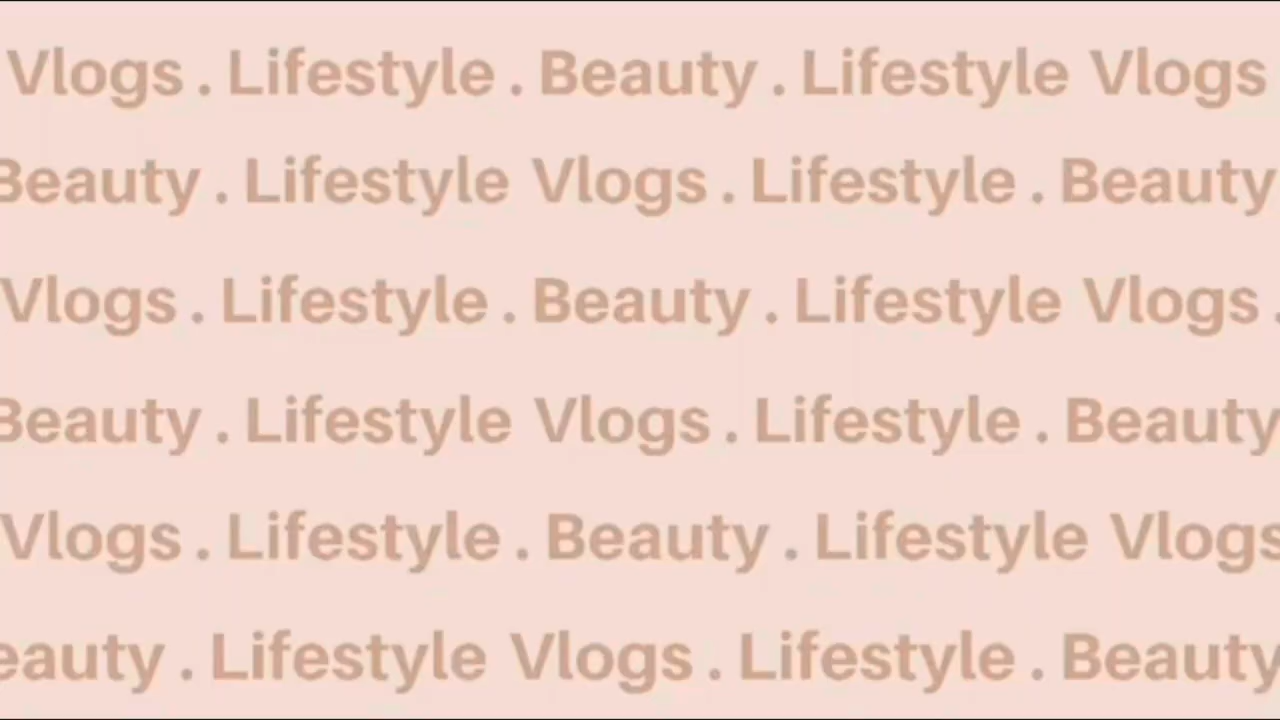 Vlogs . Lifestyle . Beauty . Lifestyle Vlogs
Beauty . Lifestyle Vlogs . Lifestyle . Beauty
Vlogs . Lifestyle . Beauty . Lifestyle Vlogs .
Beauty . Lifestyle Vlogs . Lifestyle . Beauty
Vlogs . Lifestyle . Beauty . Lifestyle Vlogs
eauty . Lifestyle Vlogs . Lifestyle . Beauty